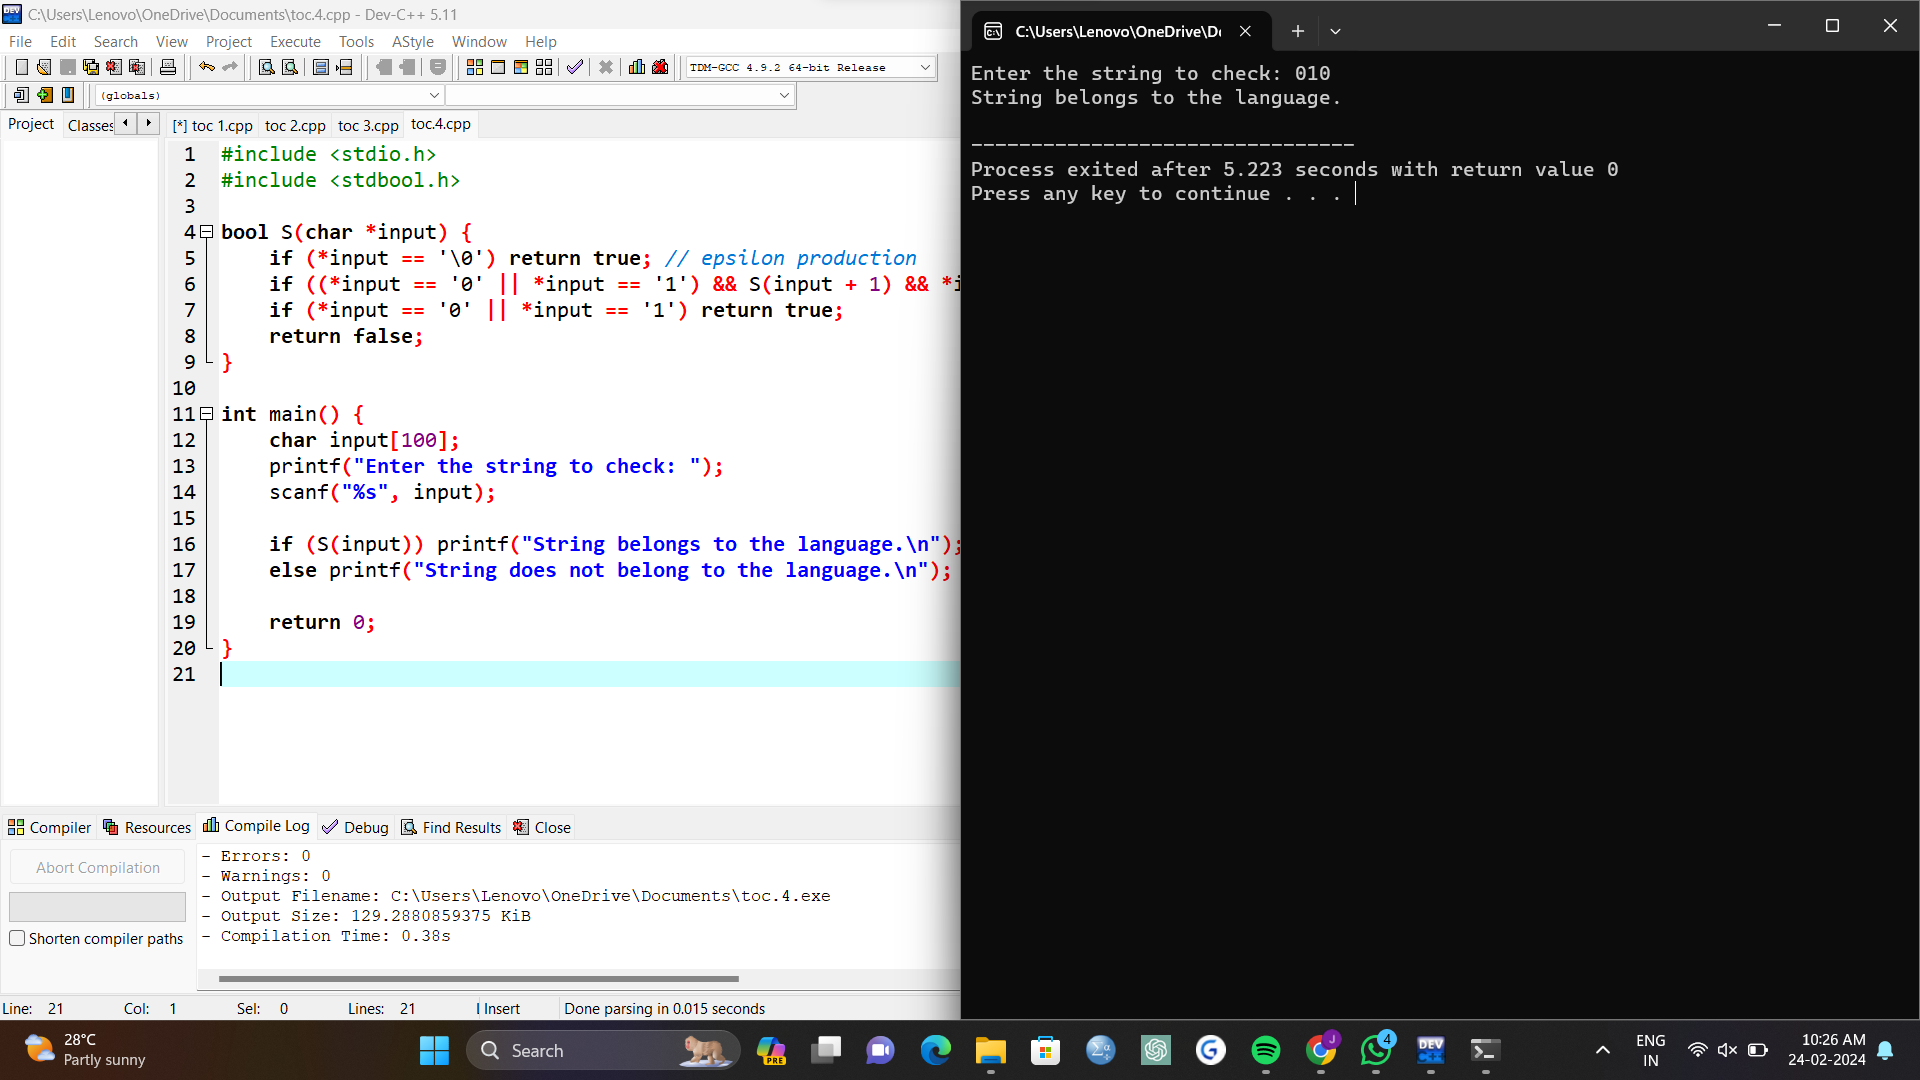 C:\Users\Lenovo\OneDrive\Documents\toc.4.cpp - Dev-C++ 5.11
File Edit Search View Project Execute Tools AStyle Window Help
TDM-GCC 4.9.2 64-bit Release
(globals)
Project Classes [*] toc 1.cpp toc 2.cpp toc 3.cpp toc.4.cpp
1 #include <stdio.h>
2 #include <stdbool.h>
3
4 bool S(char *input) {
5 if (*input == '\0') return true; // epsilon production
6 if ((*input == '0' || *input == '1') && S(input + 1) && *i
7 if (*input == '0' || *input == '1') return true;
8 return false;
9 }
10
11 int main() {
12 char input[100];
13 printf("Enter the string to check: ");
14 scanf("%s", input);
15
16 if (S(input)) printf("String belongs to the language.\n");
17 else printf("String does not belong to the language.\n");
18
19 return 0;
20 }
21
Compiler Resources Compile Log Debug Find Results Close
Abort Compilation
Shorten compiler paths
- Errors: 0
- Warnings: 0
- Output Filename: C:\Users\Lenovo\OneDrive\Documents\toc.4.exe
- Output Size: 129.2880859375 KiB
- Compilation Time: 0.38s
Line: 21 Col: 1 Sel: 0 Lines: 21 Insert Done parsing in 0.015 seconds
C:\Users\Lenovo\OneDrive\Do
Enter the string to check: 010
String belongs to the language.
--------------------------------
Process exited after 5.223 seconds with return value 0
Press any key to continue . . .
28°C
Partly sunny
Search
PRE
J
4
DEV
C++
ENG
IN
10:26 AM
24-02-2024